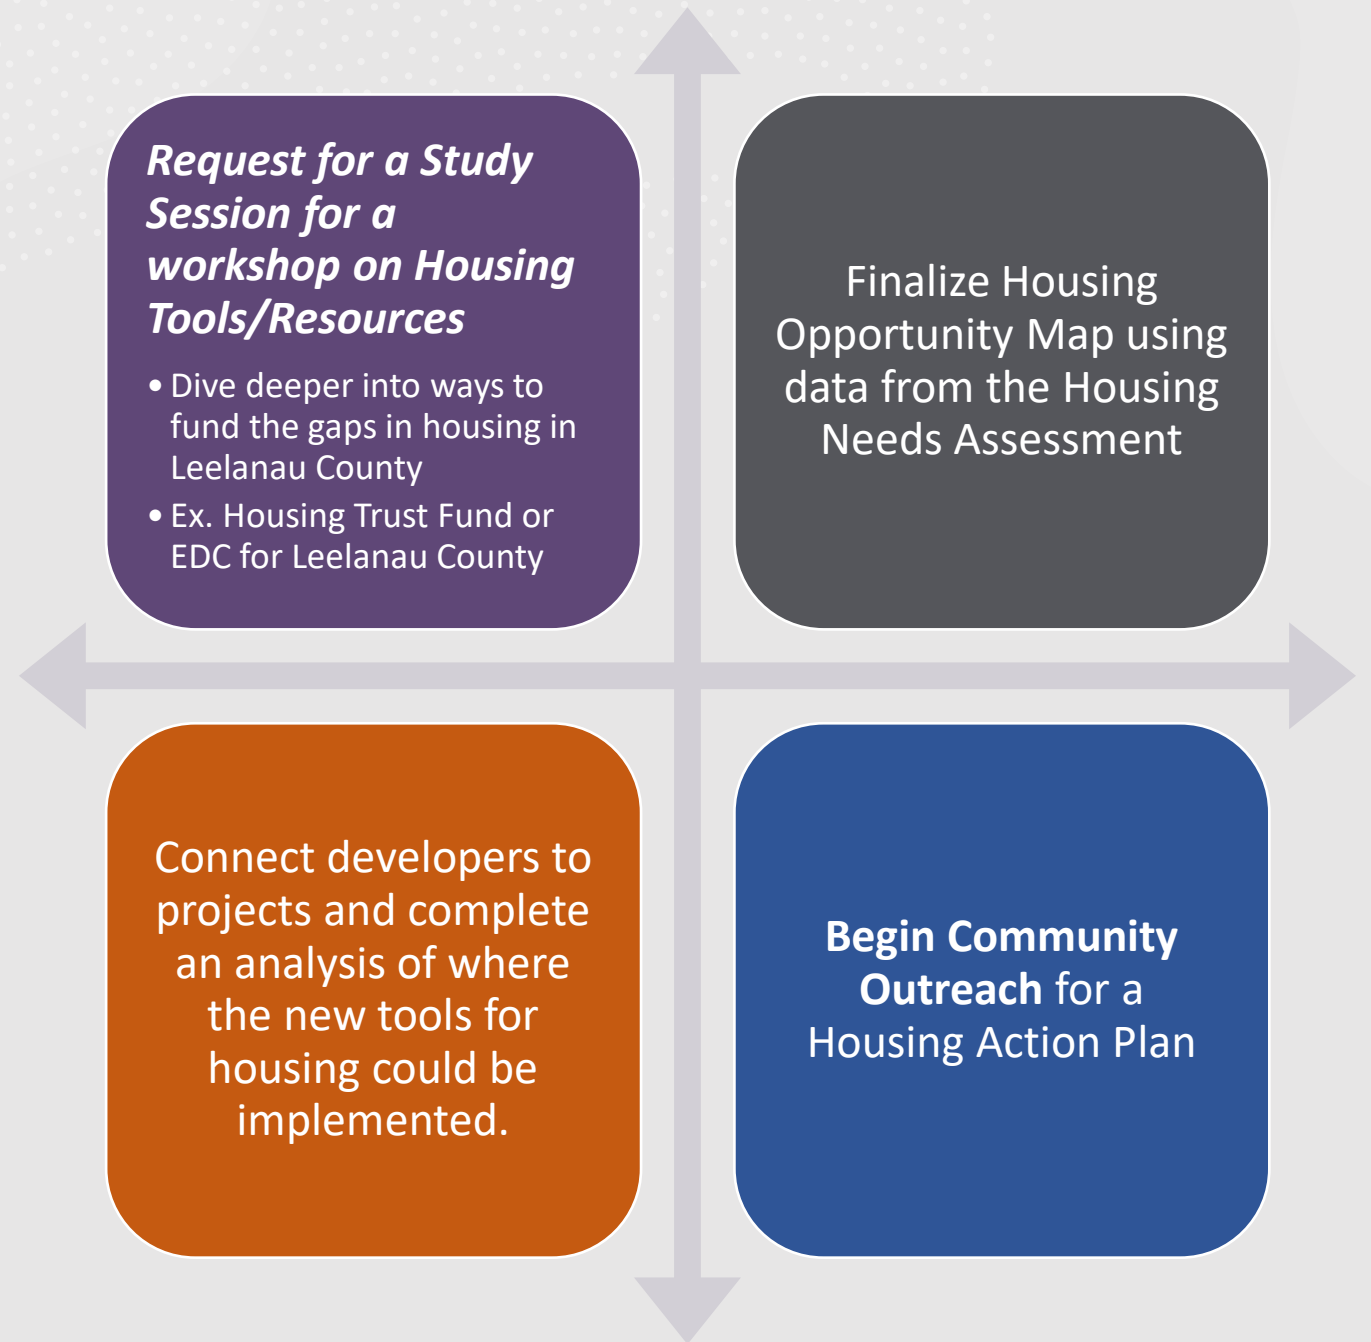 Request for a Study
Session for a
workshop on Housing
Tools/Resources
• Dive deeper into ways to
fund the gaps in housing in
Leelanau County
• Ex. Housing Trust Fund or
EDC for Leelanau County
Finalize Housing
Opportunity Map using
data from the Housing
Needs Assessment
Connect developers to
projects and complete
an analysis of where
the new tools for
housing could be
implemented.
Begin Community
Outreach for a
Housing Action Plan